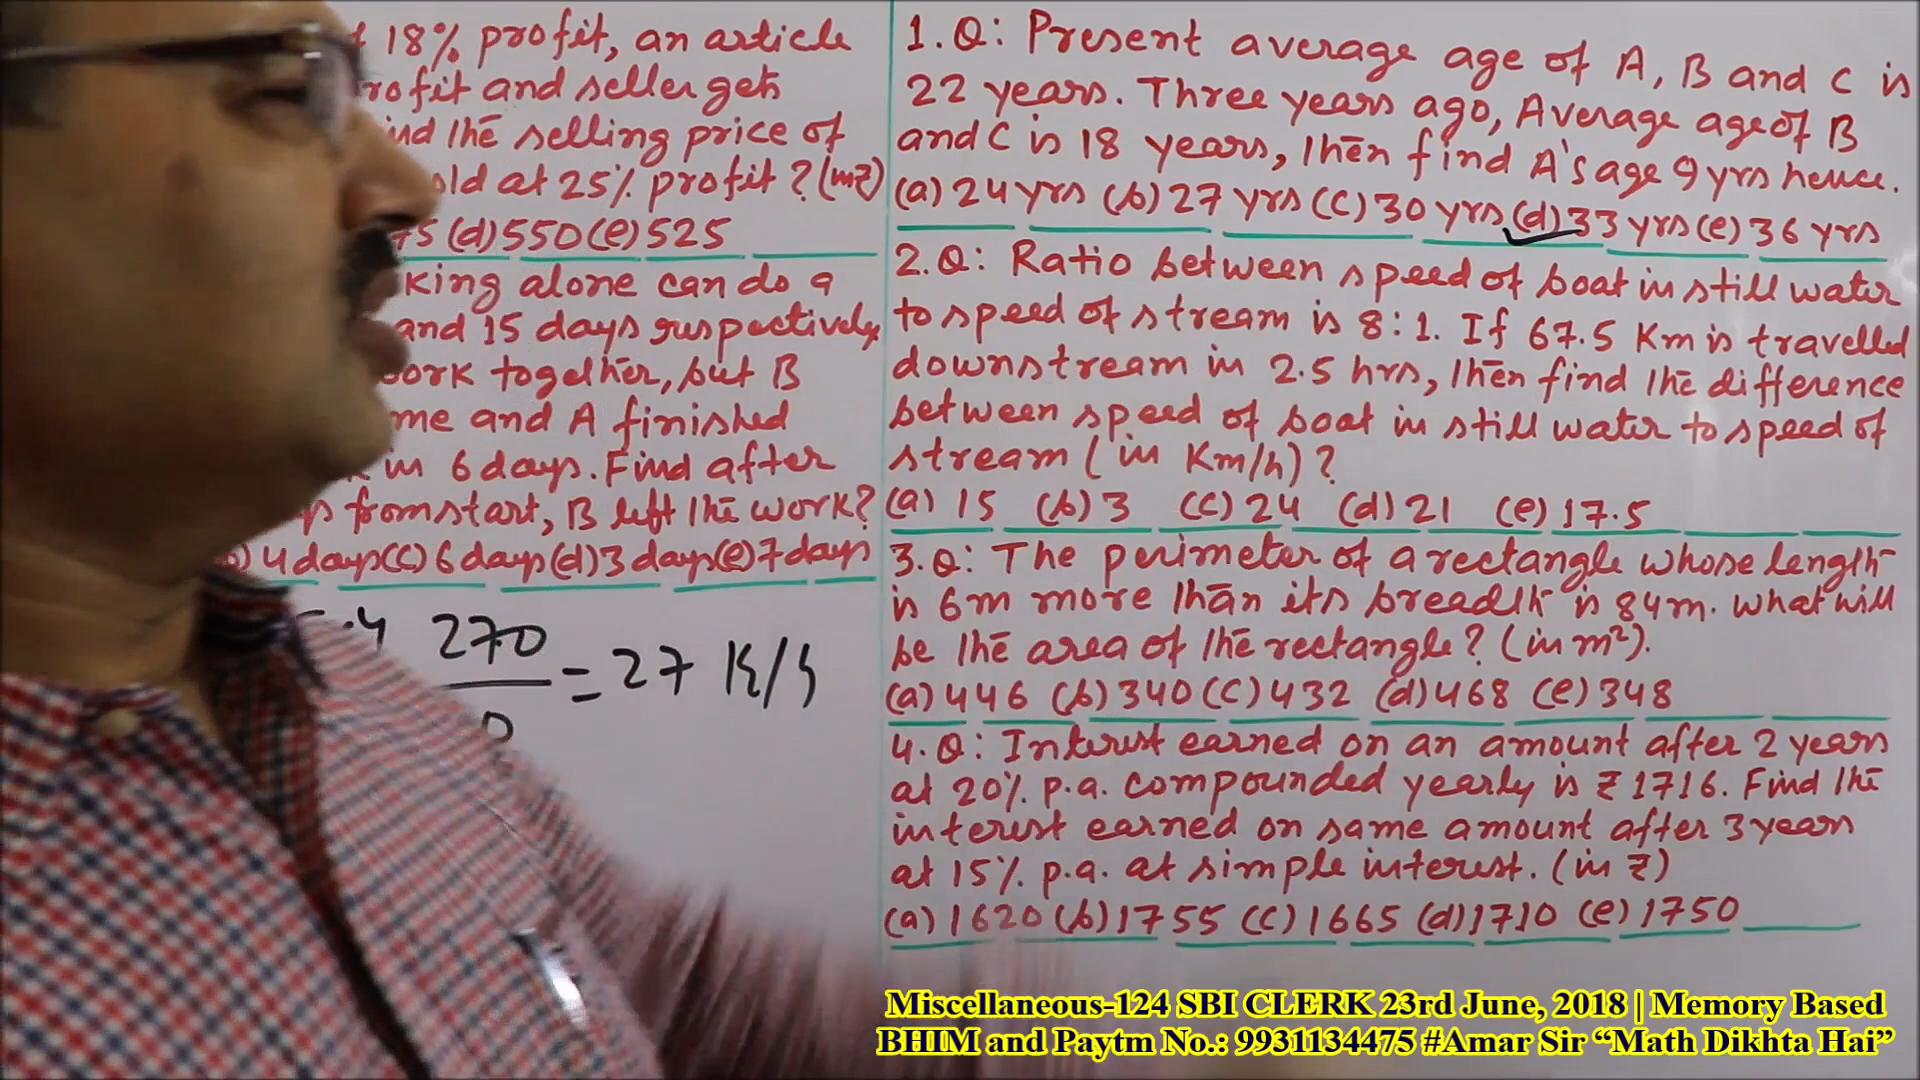 18% profit, an article
rofit and seller gets
nd the selling price of
old at 25% profit ? (in ₹)
75 (d) 550 (e) 525
king alone can do a
and 15 days respectively
work together, but B
me and A finished
k in 6 days. Find after
from start, B left the work?
) 4 days (c) 6 days (d) 3 days (e) 7 days
270
= 27 K/h
1. Q: Present average age of A, B and C is
22 years. Three years ago, Average age of B
and C is 18 years, then find A's age 9 yrs hence.
(a) 24 yrs (b) 27 yrs (c) 30 yrs (d) 33 yrs (e) 36 yrs
2. Q: Ratio between speed of boat in still water
to speed of stream is 8:1. If 67.5 Km is travelled
downstream in 2.5 hrs, then find the difference
between speed of boat in still water to speed of
stream (in Km/h) ?
(a) 15 (b) 3 (c) 24 (d) 21 (e) 17.5
3. Q: The perimeter of a rectangle whose length
is 6m more than its breadth is 84m. What will
be the area of the rectangle? (in m²).
(a) 446 (b) 340 (c) 432 (d) 468 (e) 348
4. Q: Interest earned on an amount after 2 years
at 20% p.a. compounded yearly is ₹ 1716. Find the
interest earned on same amount after 3 years
at 15% p.a. at simple interest. (in ₹)
(a) 1620 (b) 1755 (c) 1665 (d) 1710 (e) 1750
Miscellaneous-124 SBI CLERK 23rd June, 2018 | Memory Based
BHIM and Paytm No.: 9931134475 #Amar Sir “Math Dikhta Hai”